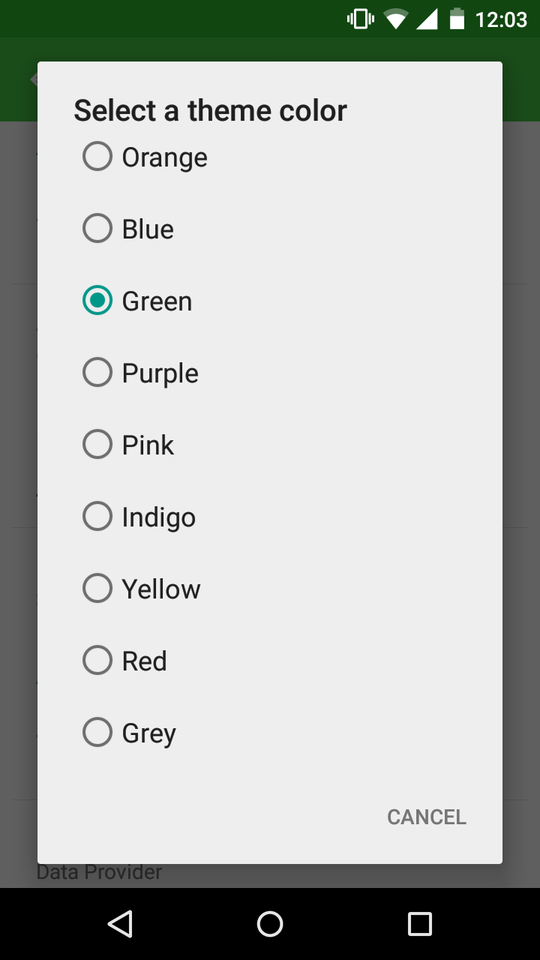 12:03
Select a theme color
Orange
Blue
Green
Purple
Pink
Indigo
Yellow
Red
Grey
CANCEL
Data Provider